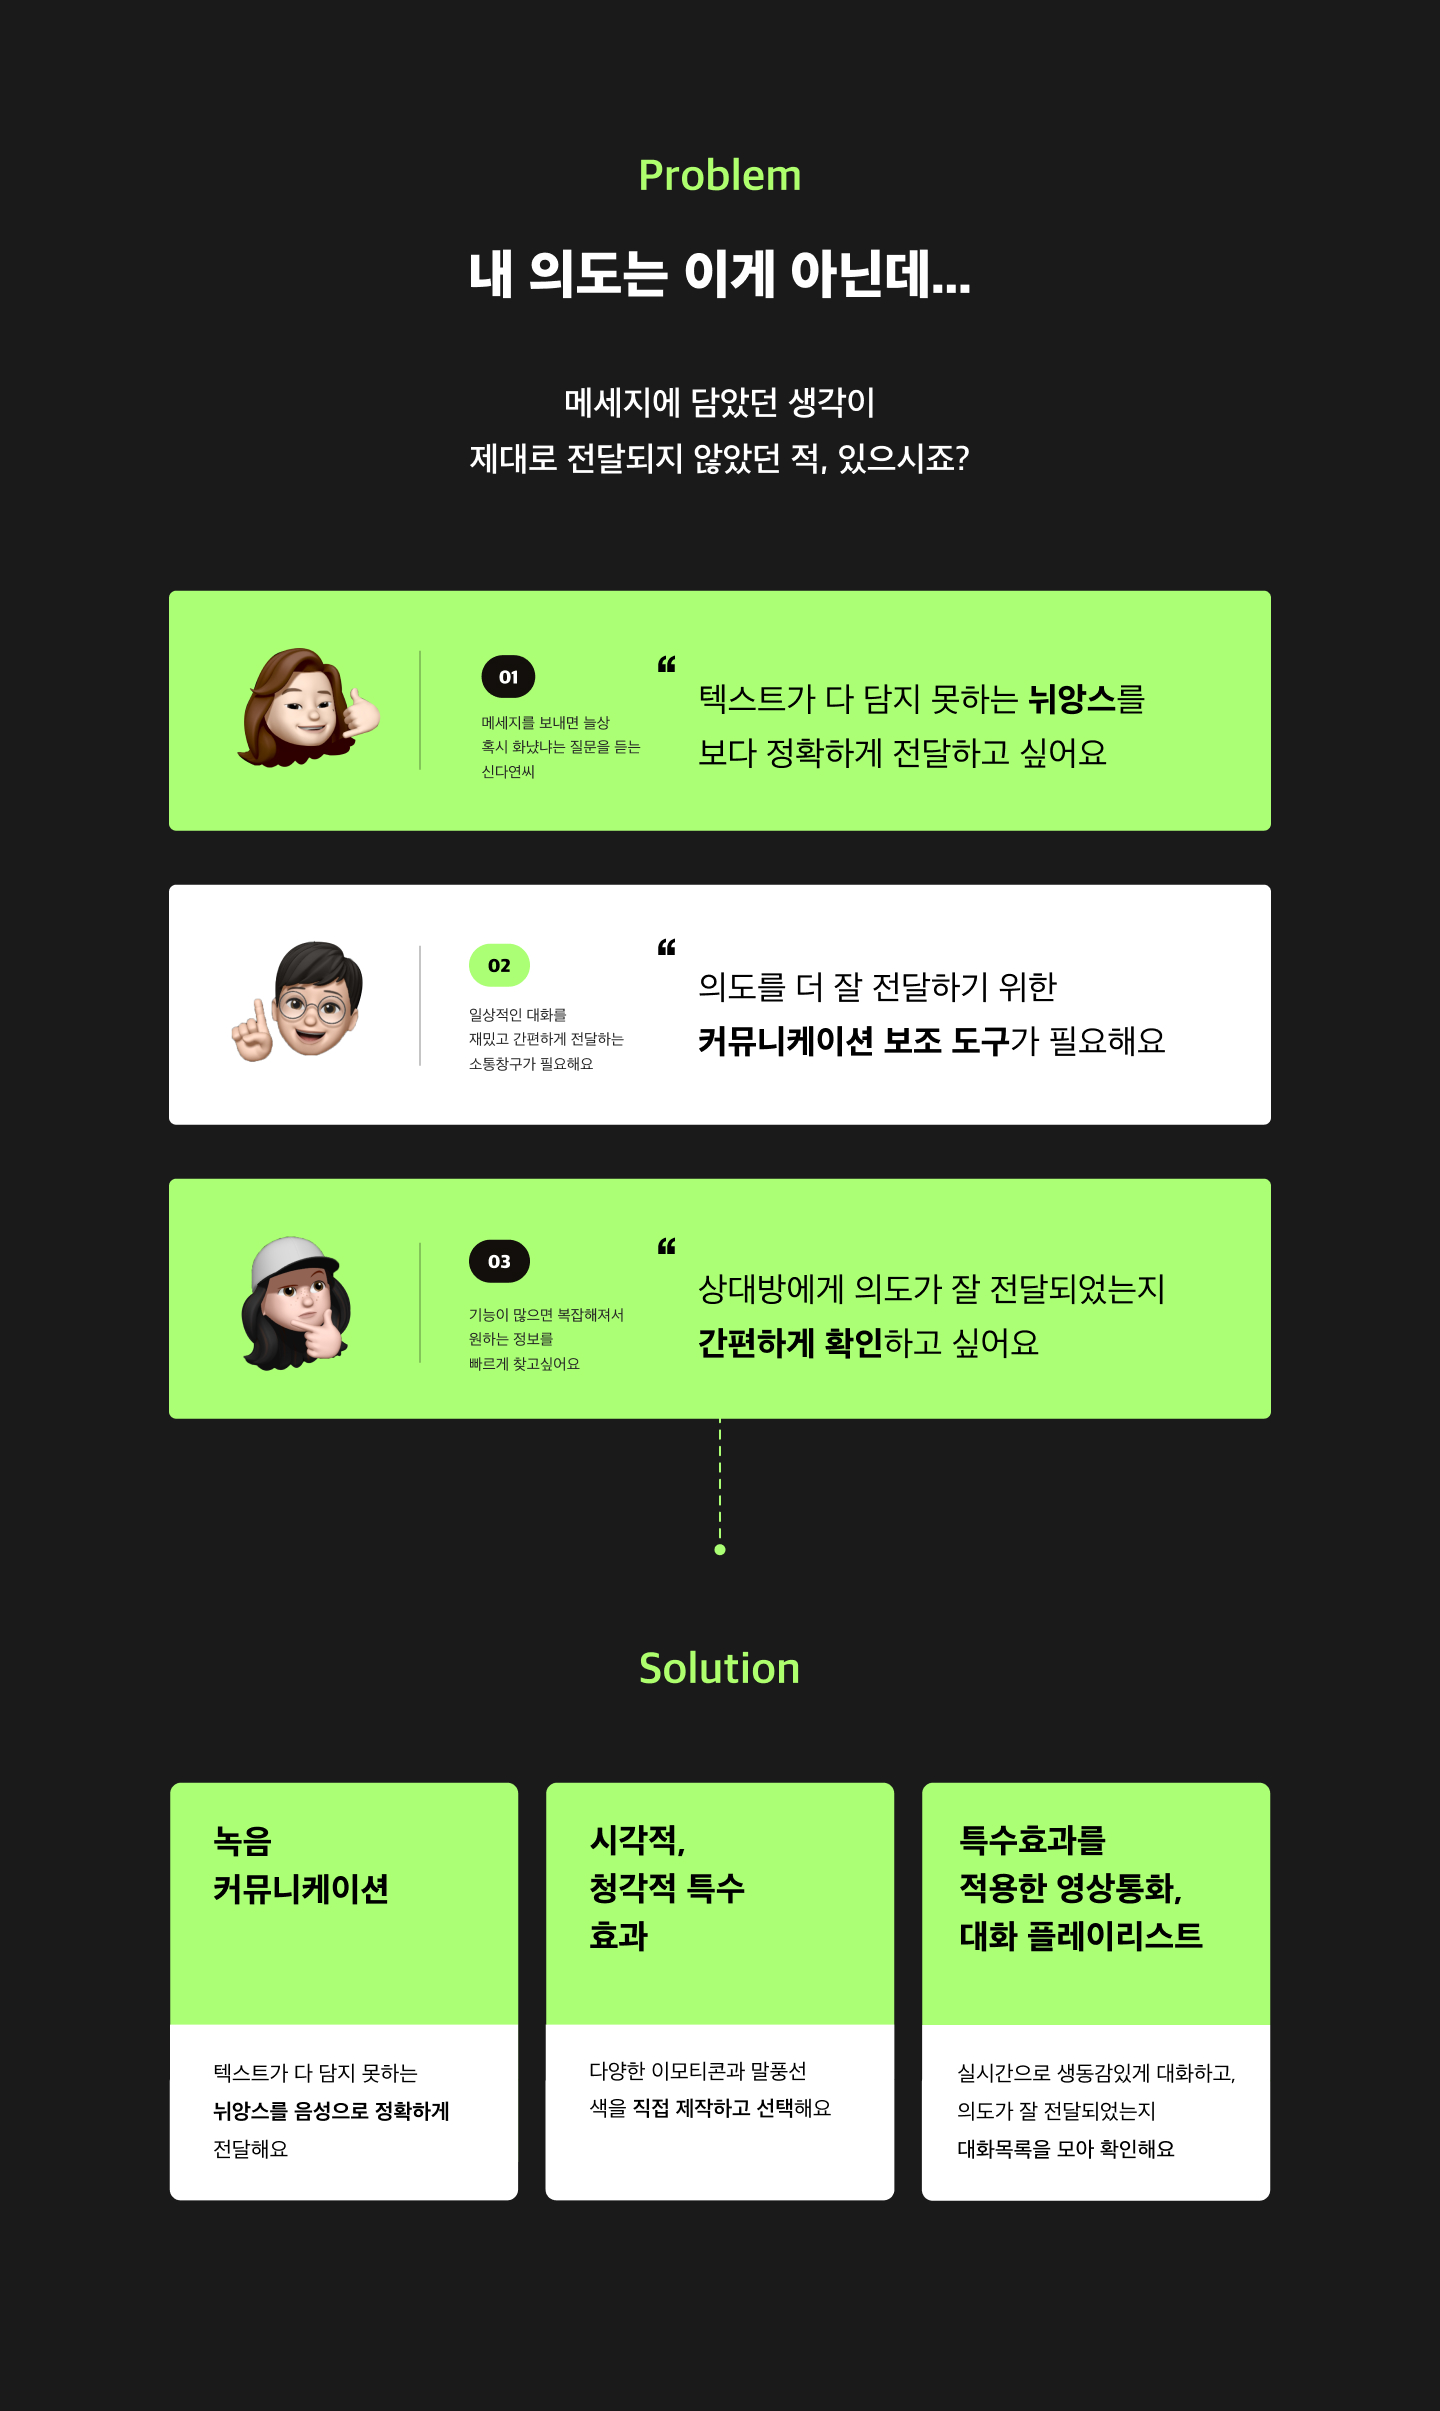 Problem
내 의도는 이게 아닌데...
메세지에 담았던 생각이
제대로 전달되지 않았던 적, 있으시죠?
01
메세지를 보내면 늘상
혹시 화났냐는 질문을 듣는
신다연씨
“
텍스트가 다 담지 못하는 뉘앙스를
보다 정확하게 전달하고 싶어요
02
일상적인 대화를
재밌고 간편하게 전달하는
소통창구가 필요해요
“
의도를 더 잘 전달하기 위한
커뮤니케이션 보조 도구가 필요해요
03
기능이 많으면 복잡해져서
원하는 정보를
빠르게 찾고싶어요
“
상대방에게 의도가 잘 전달되었는지
간편하게 확인하고 싶어요
Solution
녹음
커뮤니케이션
텍스트가 다 담지 못하는
뉘앙스를 음성으로 정확하게
전달해요
시각적,
청각적 특수
효과
다양한 이모티콘과 말풍선
색을 직접 제작하고 선택해요
특수효과를
적용한 영상통화,
대화 플레이리스트
실시간으로 생동감있게 대화하고,
의도가 잘 전달되었는지
대화목록을 모아 확인해요